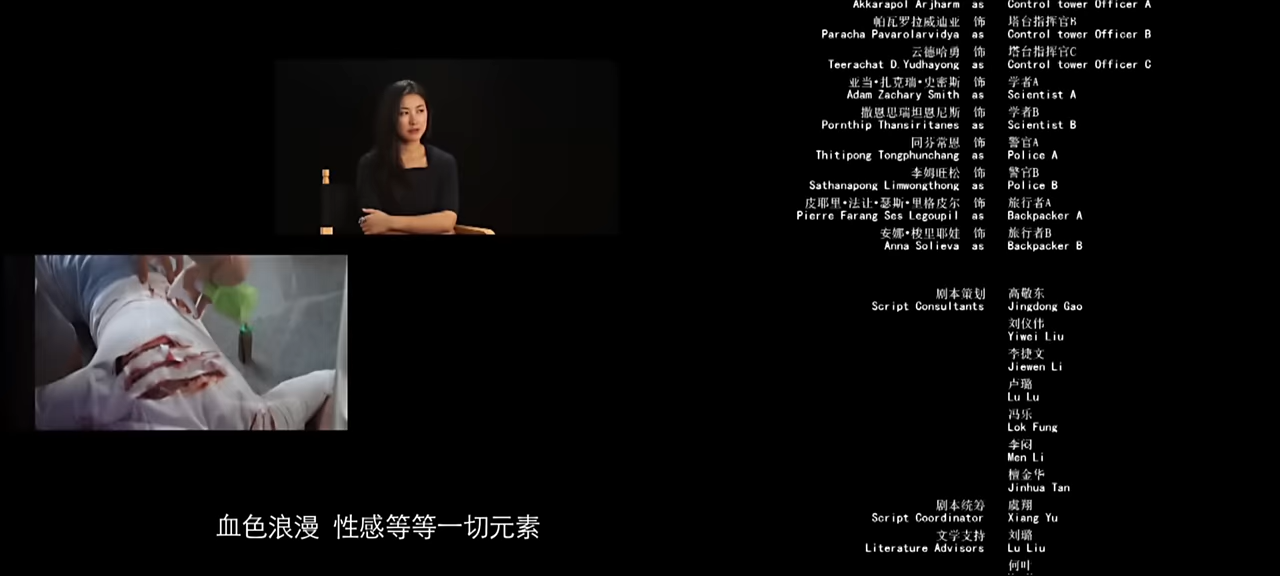 Akkarapol Arjharm as Control tower Officer A
帕瓦罗拉威迪亚 饰 塔台指挥官B
Paracha Pavarolarvidya as Control tower Officer B
云德哈勇 饰 塔台指挥官C
Teerachat D.Yudhayong as Control tower Officer C
亚当•扎克瑞•史密斯 饰 学者A
Adam Zachary Smith as Scientist A
撒恩思瑞坦恩尼斯 饰 学者B
Pornthip Thansiritanes as Scientist B
同芬常恩 饰 警官A
Thitipong Tongphunchang as Police A
李姆旺松 饰 警官B
Sathanapong Limwongthong as Police B
皮耶里•法让•瑟斯•里格皮尔 饰 旅行者A
Pierre Farang Ses Legoupil as Backpacker A
安娜•梭里耶娃 饰 旅行者B
Anna Solieva as Backpacker B
剧本策划 高敬东
Script Consultants Jingdong Gao
刘仪伟
Yiwei Liu
李捷文
Jiewen Li
卢璐
Lu Lu
冯乐
Lok Fung
李闷
Men Li
檀金华
Jinhua Tan
剧本统筹 虞翔
Script Coordinator Xiang Yu
文学支持 刘璐
Literature Advisors Lu Liu
何叶
血色浪漫 性感等等一切元素